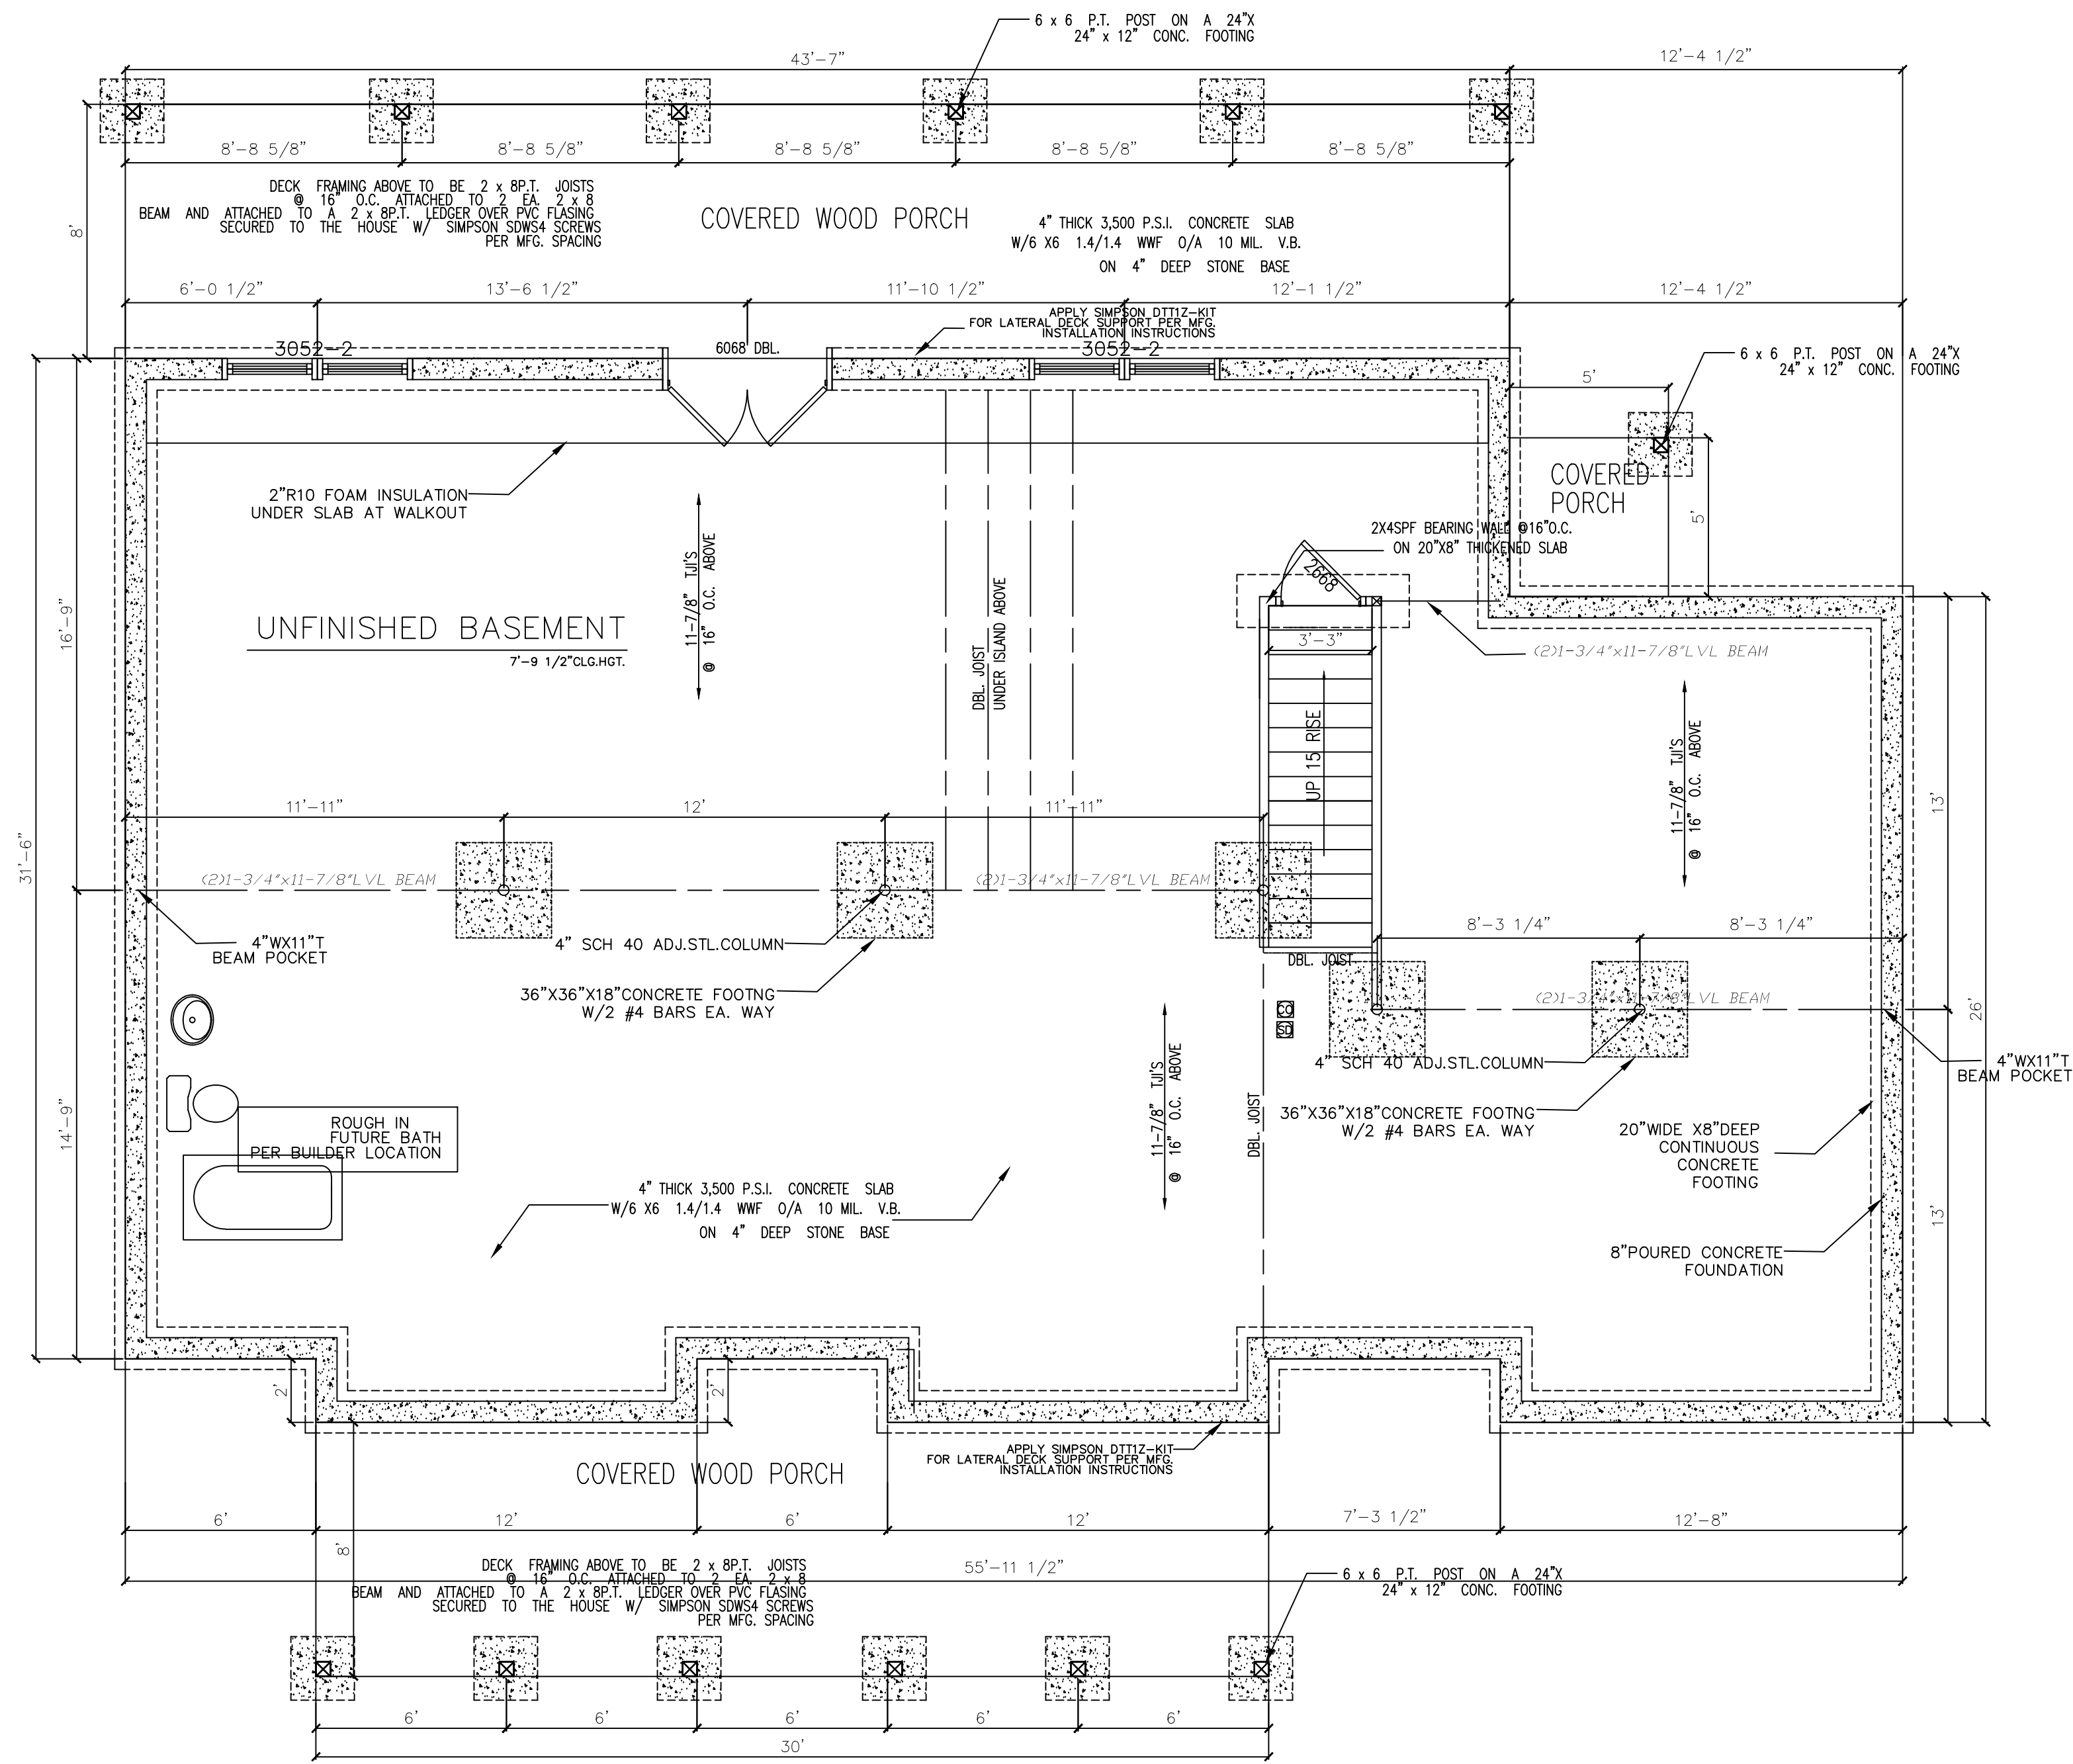 6 x 6 P.T. POST ON A 24"X
24" x 12" CONC. FOOTING
43'-7"
12'-4 1/2"
8'-8 5/8"
8'-8 5/8"
8'-8 5/8"
8'-8 5/8"
8'-8 5/8"
8'
DECK FRAMING ABOVE TO BE 2 x 8P.T. JOISTS
@ 16" O.C. ATTACHED TO 2 EA. 2 x 8
BEAM AND ATTACHED TO A 2 x 8P.T. LEDGER OVER PVC FLASING
SECURED TO THE HOUSE W/ SIMPSON SDWS4 SCREWS
PER MFG. SPACING
COVERED WOOD PORCH
4" THICK 3,500 P.S.I. CONCRETE SLAB
W/6 X6 1.4/1.4 WWF O/A 10 MIL. V.B.
ON 4" DEEP STONE BASE
6'-0 1/2"
13'-6 1/2"
11'-10 1/2"
12'-1 1/2"
12'-4 1/2"
APPLY SIMPSON DTT1Z-KIT
FOR LATERAL DECK SUPPORT PER MFG.
INSTALLATION INSTRUCTIONS
3052-2
6068 DBL.
3052-2
6 x 6 P.T. POST ON A 24"X
24" x 12" CONC. FOOTING
5'
COVERED
PORCH
5'
2"R10 FOAM INSULATION
UNDER SLAB AT WALKOUT
11-7/8" TJI'S
@ 16" O.C. ABOVE
2X4SPF BEARING WALL @16"O.C.
ON 20"X8" THICKENED SLAB
2668
DBL. JOIST
UNDER ISLAND ABOVE
UNFINISHED BASEMENT
7'-9 1/2"CLG.HGT.
16'-9"
3'-3"
(2)1-3/4"x11-7/8"LVL BEAM
UP 15 RISE
11-7/8" TJI'S
@ 16" O.C. ABOVE
13'
31'-6"
11'-11"
12'
11'-11"
(2)1-3/4"x11-7/8"LVL BEAM
(2)1-3/4"x11-7/8"LVL BEAM
4"WX11"T
BEAM POCKET
4" SCH 40 ADJ.STL.COLUMN
36"X36"X18"CONCRETE FOOTNG
W/2 #4 BARS EA. WAY
8'-3 1/4"
8'-3 1/4"
DBL. JOIST
(2)1-3/4"x11-7/8"LVL BEAM
CO
SD
26'
4" SCH 40 ADJ.STL.COLUMN
4"WX11"T
BEAM POCKET
36"X36"X18"CONCRETE FOOTNG
W/2 #4 BARS EA. WAY
11-7/8" TJI'S
@ 16" O.C. ABOVE
DBL. JOIST
14'-9"
ROUGH IN
FUTURE BATH
PER BUILDER LOCATION
20"WIDE X8"DEEP
CONTINUOUS
CONCRETE
FOOTING
4" THICK 3,500 P.S.I. CONCRETE SLAB
W/6 X6 1.4/1.4 WWF O/A 10 MIL. V.B.
ON 4" DEEP STONE BASE
13'
8"POURED CONCRETE
FOUNDATION
2'
2'
APPLY SIMPSON DTT1Z-KIT
FOR LATERAL DECK SUPPORT PER MFG.
INSTALLATION INSTRUCTIONS
COVERED WOOD PORCH
6'
12'
6'
12'
7'-3 1/2"
12'-8"
8'
55'-11 1/2"
DECK FRAMING ABOVE TO BE 2 x 8P.T. JOISTS
@ 16" O.C. ATTACHED TO 2 EA. 2 x 8
BEAM AND ATTACHED TO A 2 x 8P.T. LEDGER OVER PVC FLASING
SECURED TO THE HOUSE W/ SIMPSON SDWS4 SCREWS
PER MFG. SPACING
6 x 6 P.T. POST ON A 24"X
24" x 12" CONC. FOOTING
6'
6'
6'
6'
6'
30'